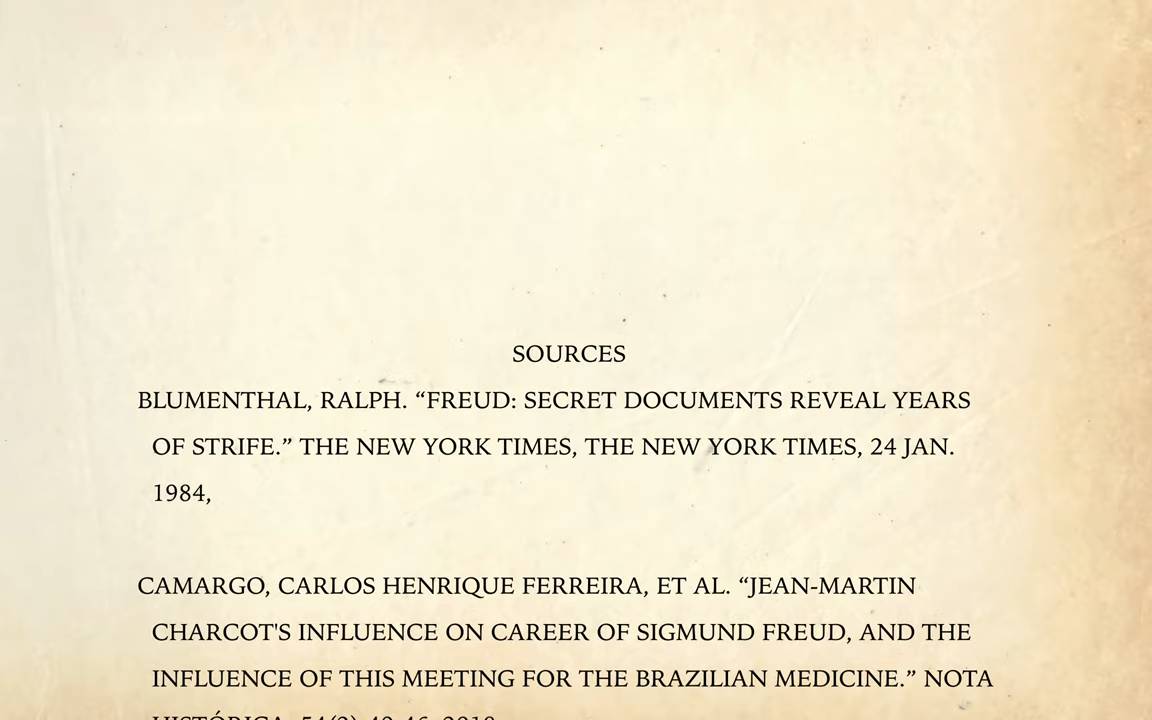 SOURCES
BLUMENTHAL, RALPH. “FREUD: SECRET DOCUMENTS REVEAL YEARS
OF STRIFE.” THE NEW YORK TIMES, THE NEW YORK TIMES, 24 JAN.
1984,
CAMARGO, CARLOS HENRIQUE FERREIRA, ET AL. “JEAN-MARTIN
CHARCOT'S INFLUENCE ON CAREER OF SIGMUND FREUD, AND THE
INFLUENCE OF THIS MEETING FOR THE BRAZILIAN MEDICINE.” NOTA
HISTÓRICA